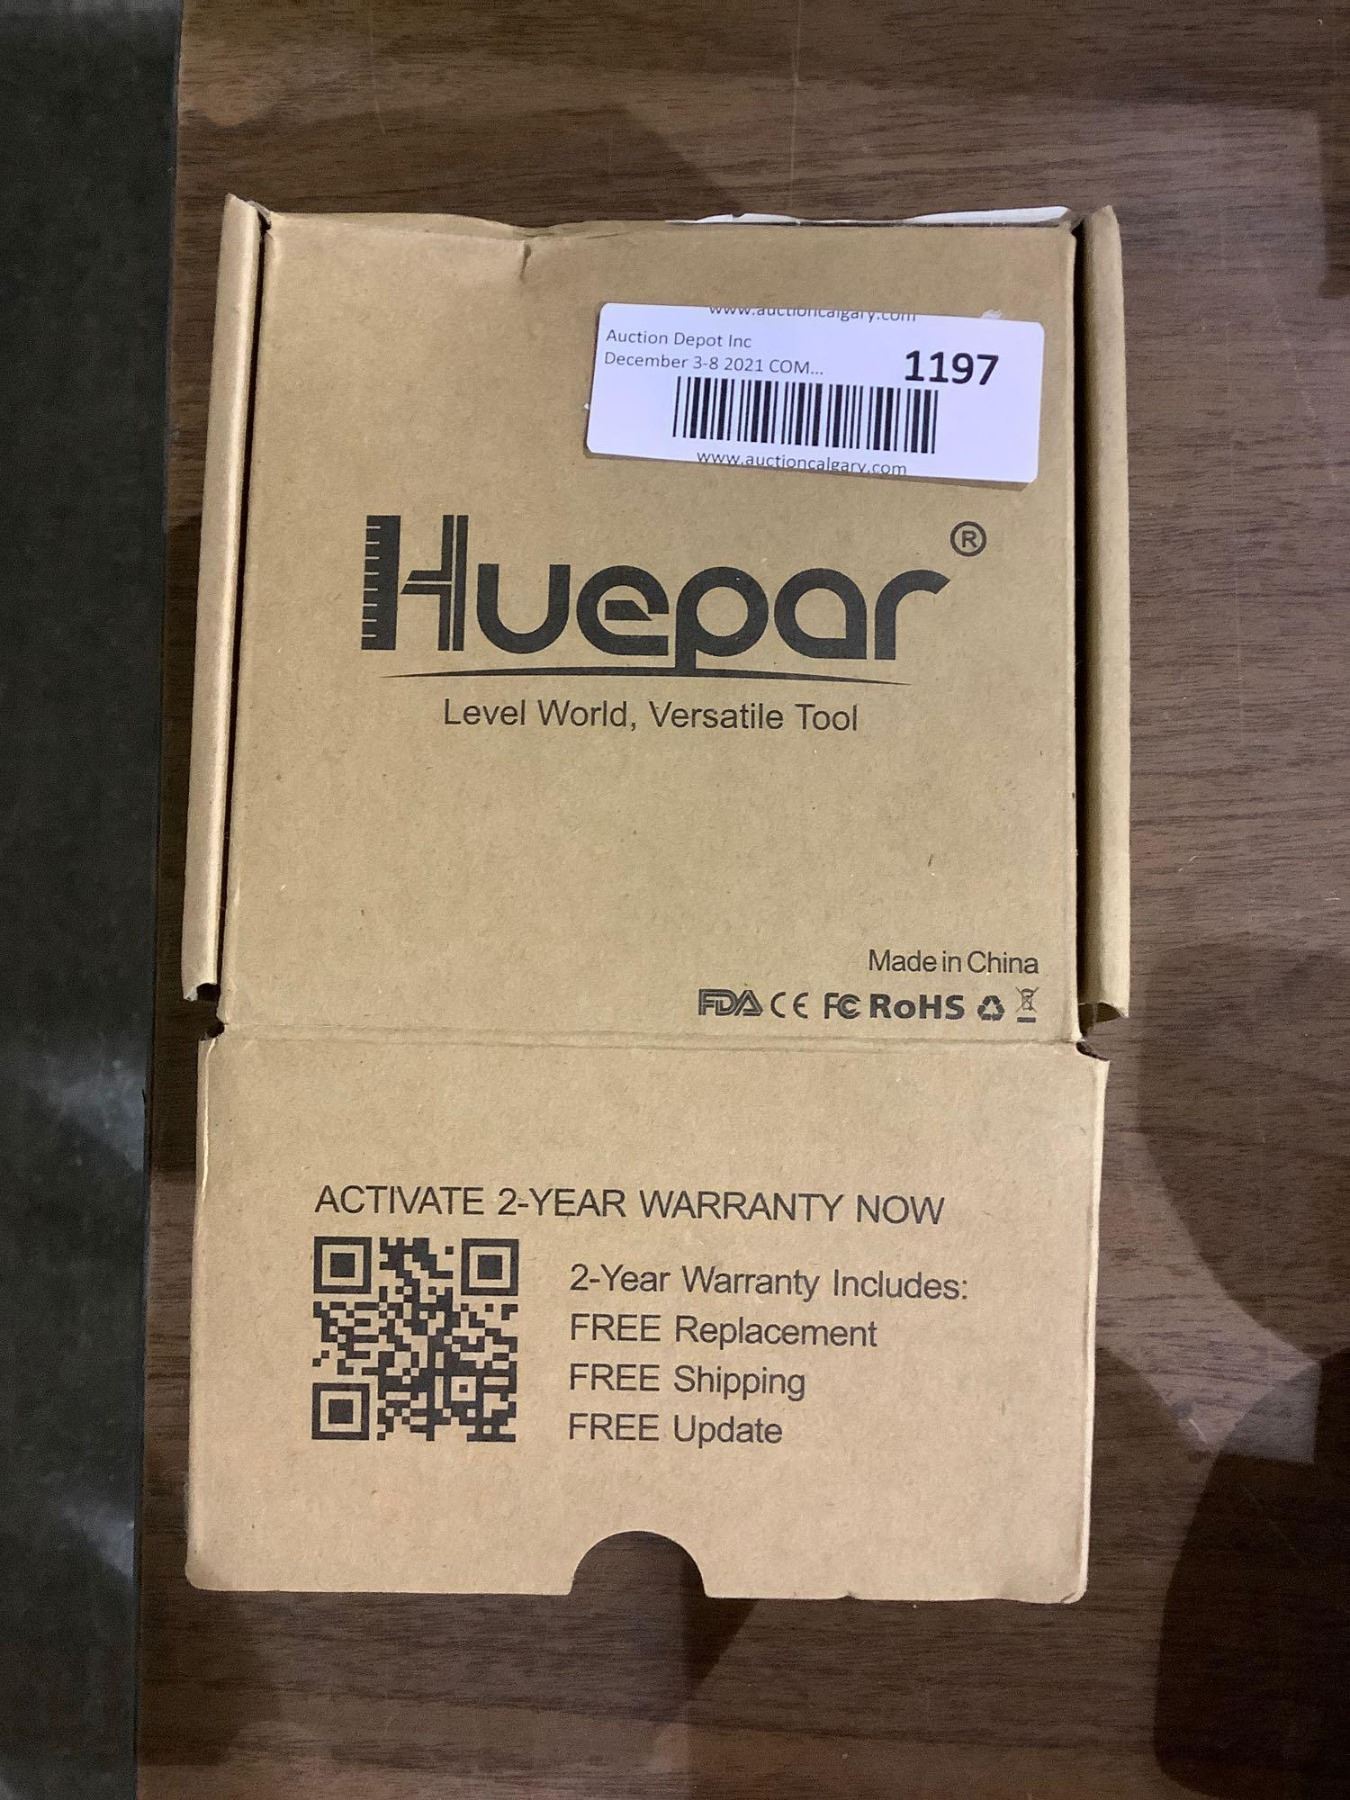 www.auctioncalgary.com
Auction Depot Inc
December 3-8 2021 COM...
1197
www.auctioncalgary.com
Huepar®
Level World, Versatile Tool
Made in China
FDA CE FC RoHS
ACTIVATE 2-YEAR WARRANTY NOW
2-Year Warranty Includes:
FREE Replacement
FREE Shipping
FREE Update